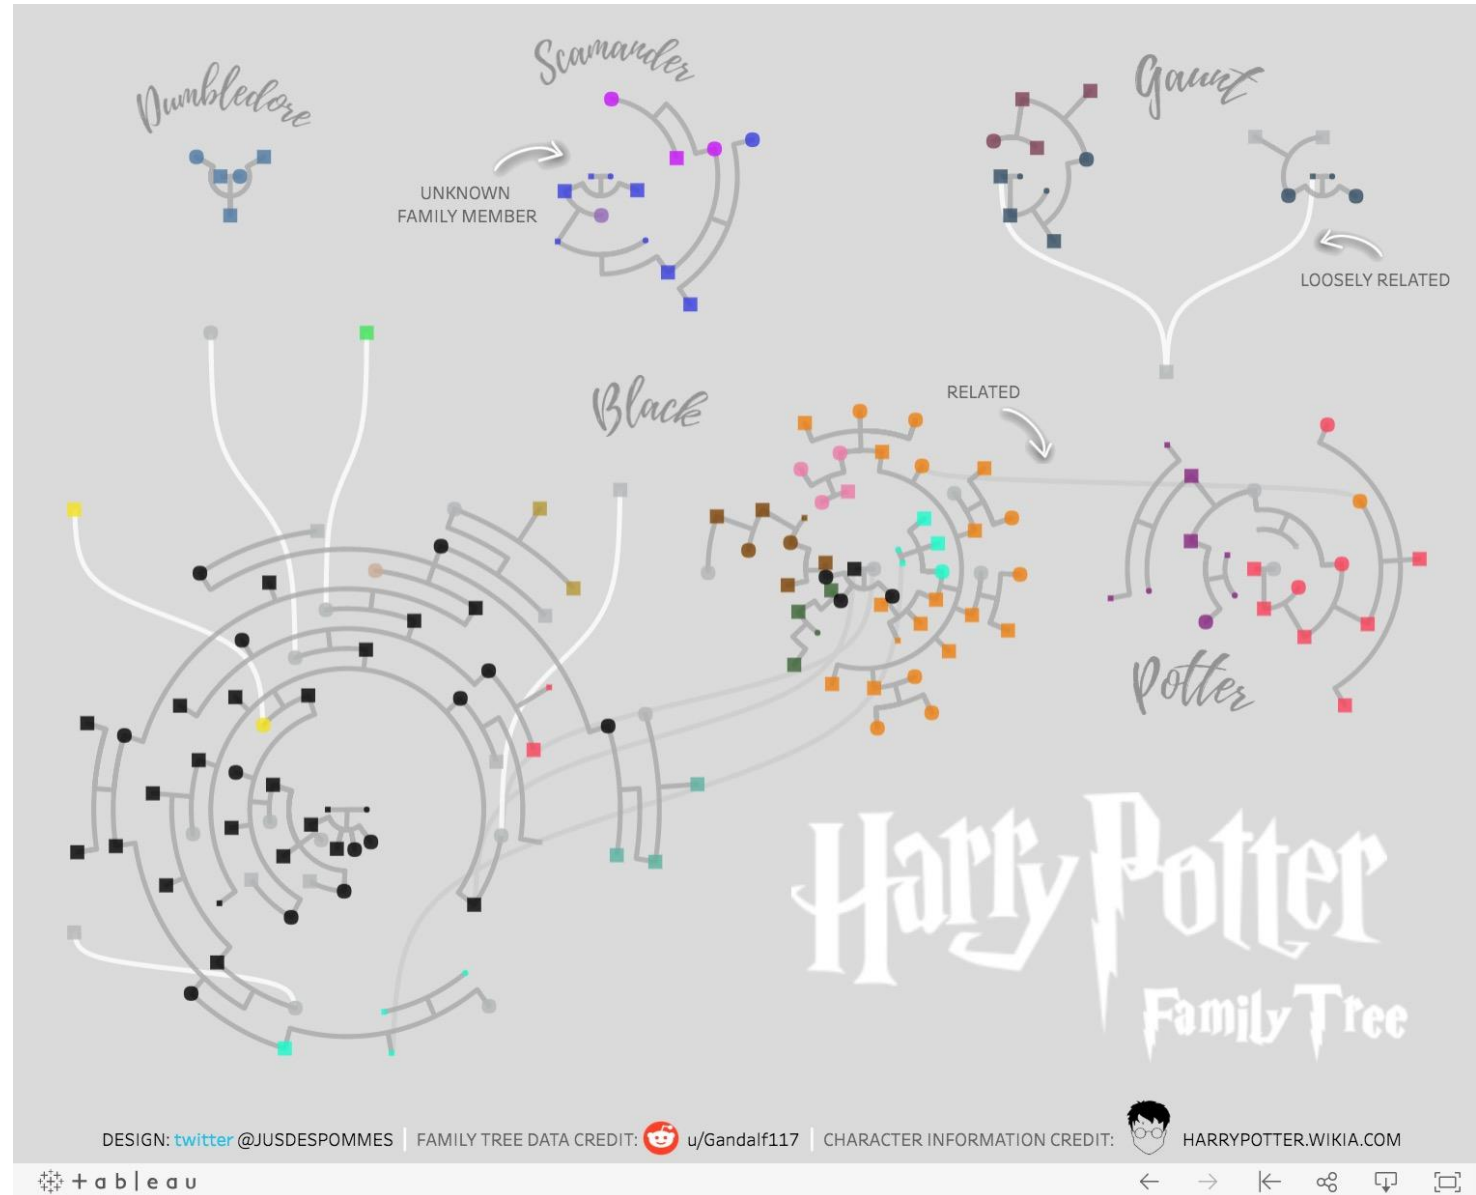 Dumbledore
Scamander
Gaunt
UNKNOWN
FAMILY MEMBER
LOOSELY RELATED
Black
RELATED
Potter
Harry Potter
Family Tree
DESIGN: twitter @JUSDESPOMMES | FAMILY TREE DATA CREDIT: u/Gandalf117 | CHARACTER INFORMATION CREDIT: HARRYPOTTER.WIKIA.COM
+ a b | e a u